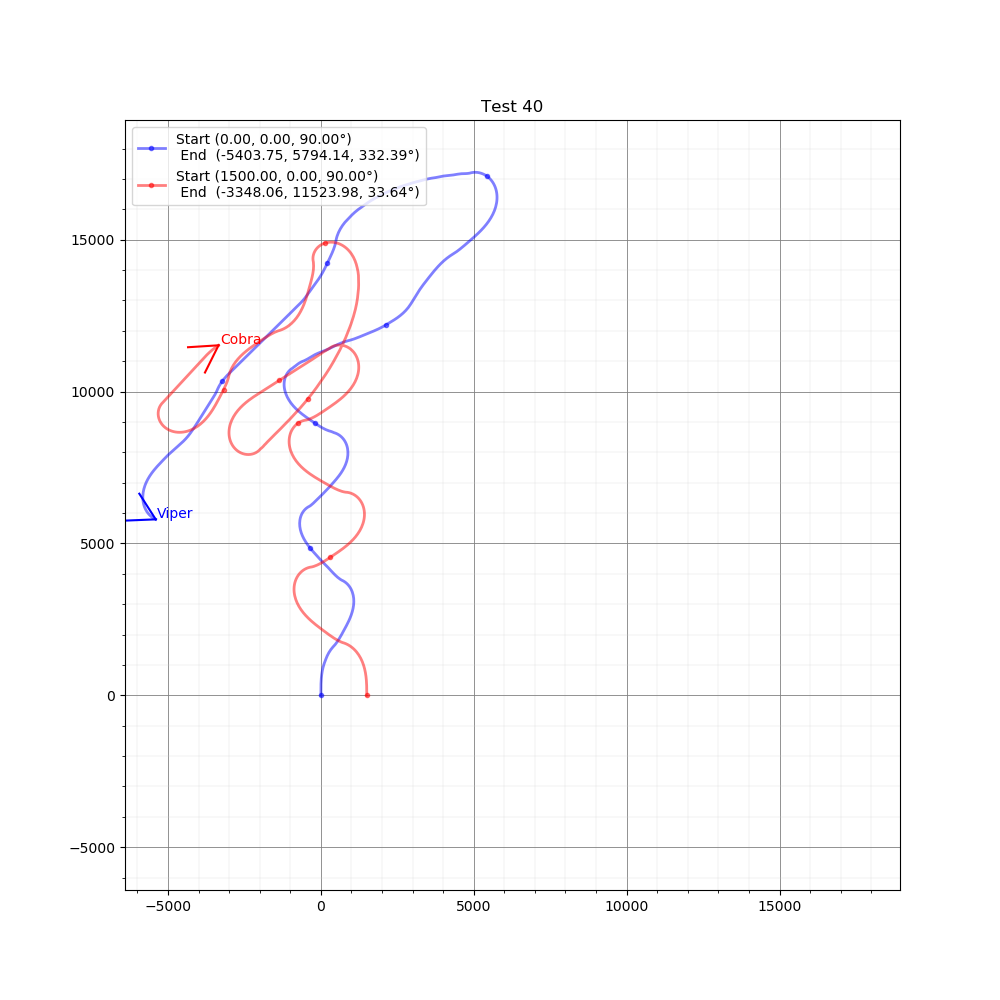 Test 40
Start (0.00, 0.00, 90.00°)
End  (-5403.75, 5794.14, 332.39°)
Start (1500.00, 0.00, 90.00°)
End  (-3348.06, 11523.98, 33.64°)
15000
Cobra
10000
Viper
5000
0
−5000
−5000 0 5000 10000 15000